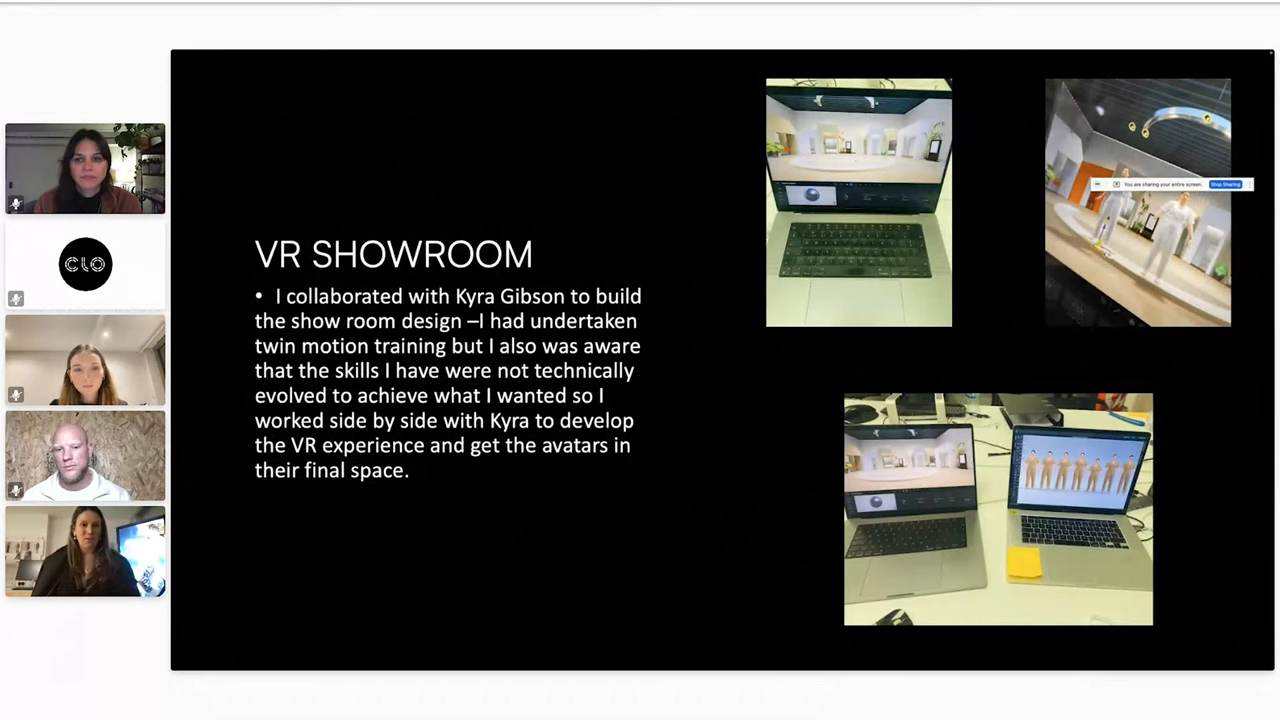 CLO
VR SHOWROOM
• I collaborated with Kyra Gibson to build
the show room design –I had undertaken
twin motion training but I also was aware
that the skills I have were not technically
evolved to achieve what I wanted so I
worked side by side with Kyra to develop
the VR experience and get the avatars in
their final space.
You are sharing your entire screen.
Stop Sharing